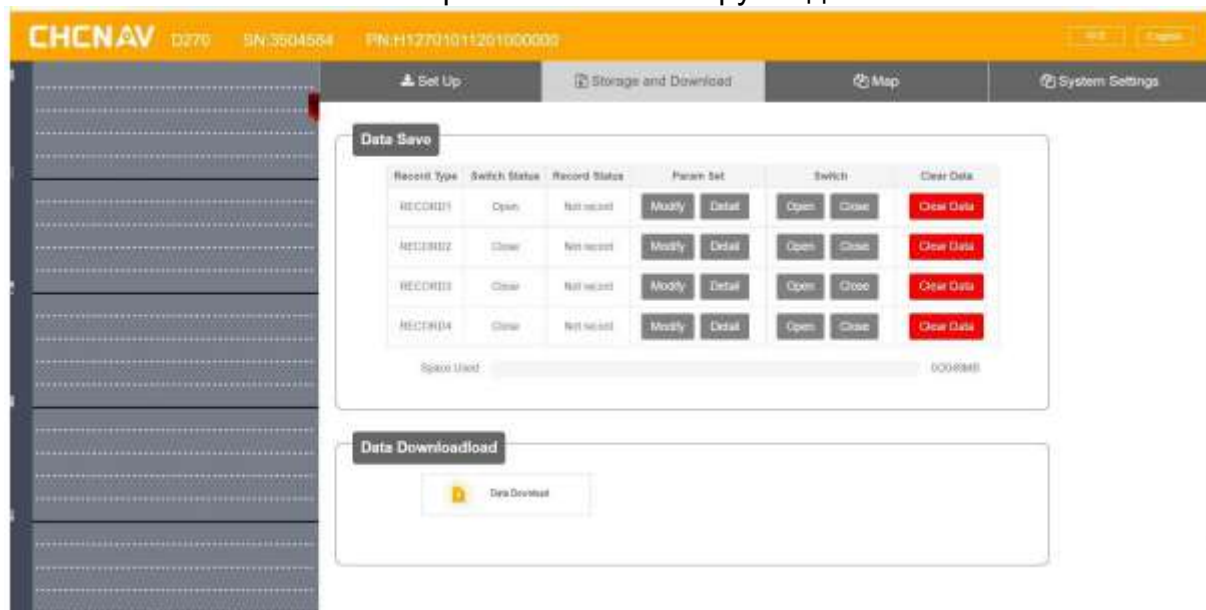 CHCNAV D270 SN:3504584 PN:H12701011201000000
中文 English
Set Up Storage and Download Map System Settings
Data Save
Record Type Switch Status Record Status Param Set Switch Clear Data
RECORD1 Open Not record Modify Detail Open Close Clear Data
RECORD2 Close Not record Modify Detail Open Close Clear Data
RECORD3 Close Not record Modify Detail Open Close Clear Data
RECORD4 Close Not record Modify Detail Open Close Clear Data
Space Used
Data Downloadload
Data Download